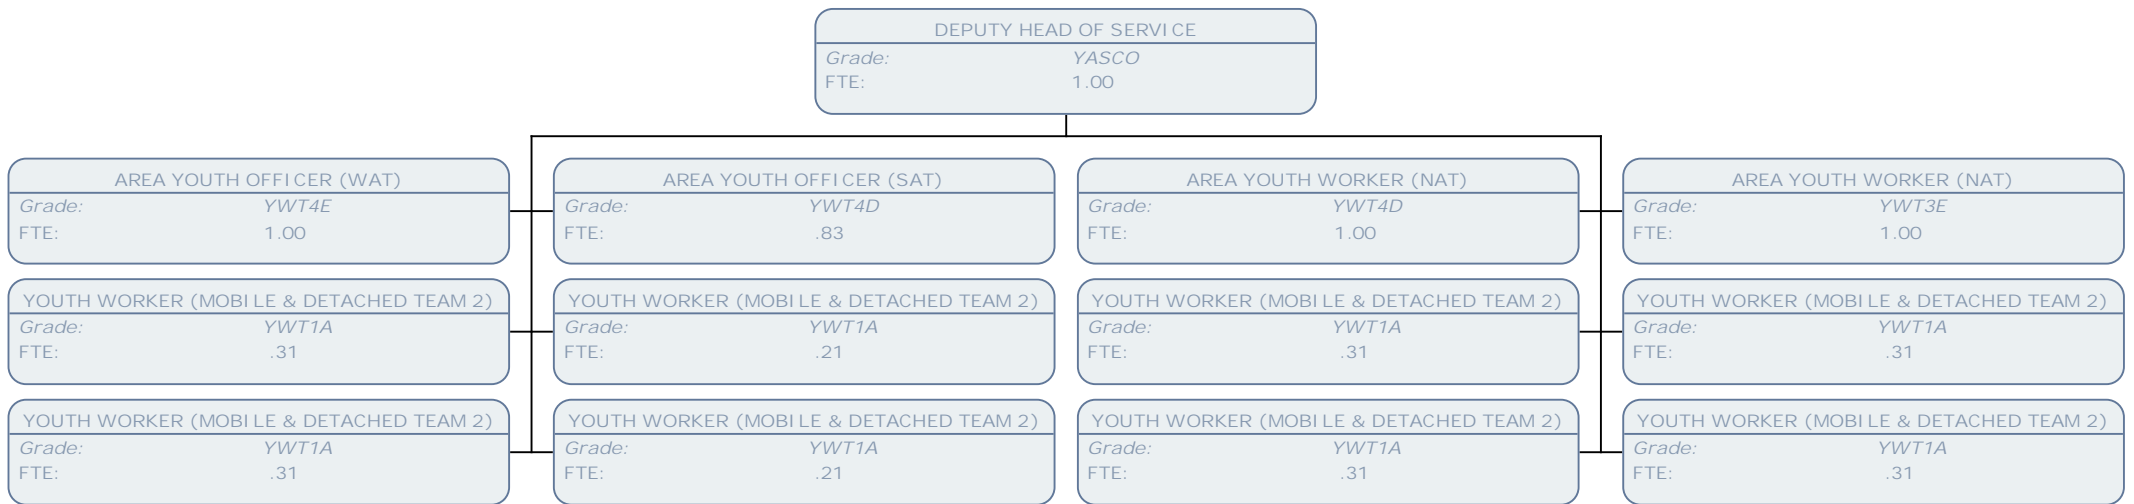 DEPUTY HEAD OF SERVICE
Grade: YASCO
FTE: 1.00
AREA YOUTH OFFICER (WAT)
Grade: YWT4E
FTE: 1.00
AREA YOUTH OFFICER (SAT)
Grade: YWT4D
FTE: .83
AREA YOUTH WORKER (NAT)
Grade: YWT4D
FTE: 1.00
AREA YOUTH WORKER (NAT)
Grade: YWT3E
FTE: 1.00
YOUTH WORKER (MOBILE & DETACHED TEAM 2)
Grade: YWT1A
FTE: .31
YOUTH WORKER (MOBILE & DETACHED TEAM 2)
Grade: YWT1A
FTE: .21
YOUTH WORKER (MOBILE & DETACHED TEAM 2)
Grade: YWT1A
FTE: .31
YOUTH WORKER (MOBILE & DETACHED TEAM 2)
Grade: YWT1A
FTE: .31
YOUTH WORKER (MOBILE & DETACHED TEAM 2)
Grade: YWT1A
FTE: .31
YOUTH WORKER (MOBILE & DETACHED TEAM 2)
Grade: YWT1A
FTE: .21
YOUTH WORKER (MOBILE & DETACHED TEAM 2)
Grade: YWT1A
FTE: .31
YOUTH WORKER (MOBILE & DETACHED TEAM 2)
Grade: YWT1A
FTE: .31